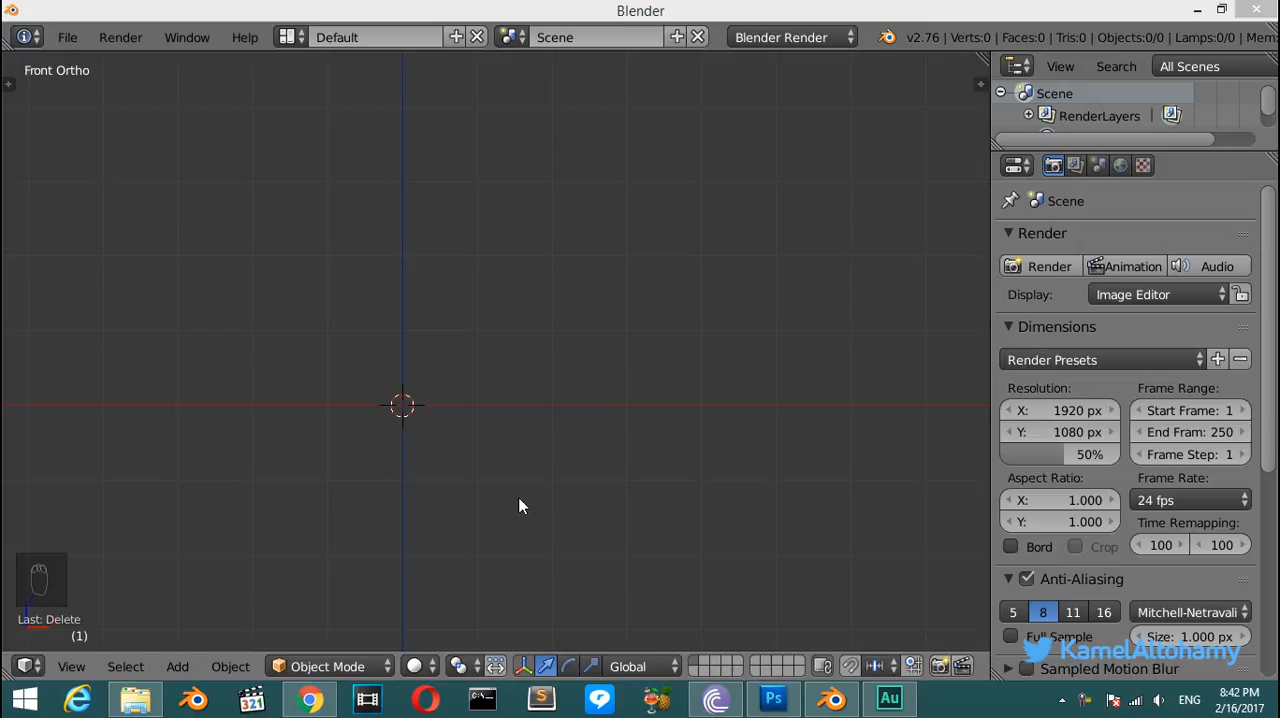 Blender
File Render Window Help Default Scene Blender Render v2.76 | Verts:0 | Faces:0 | Tris:0 | Objects:0/0 | Lamps:0/0 | Mem:
Front Ortho
View Search All Scenes
Scene
RenderLayers
Scene
Render
Render Animation Audio
Display: Image Editor
Dimensions
Render Presets
Resolution: Frame Range:
X: 1920 px Start Frame: 1
Y: 1080 px End Fram: 250
50% Frame Step: 1
Aspect Ratio: Frame Rate:
X: 1.000 24 fps
Y: 1.000 Time Remapping:
Bord Crop 100 100
Anti-Aliasing
5 8 11 16 Mitchell-Netravali
Full Sample Size: 1.000 px
KamelAltohamy
Sampled Motion Blur
Last: Delete
(1)
View Select Add Object Object Mode Global
321 Ps Au ENG 8:42 PM
2/16/2017